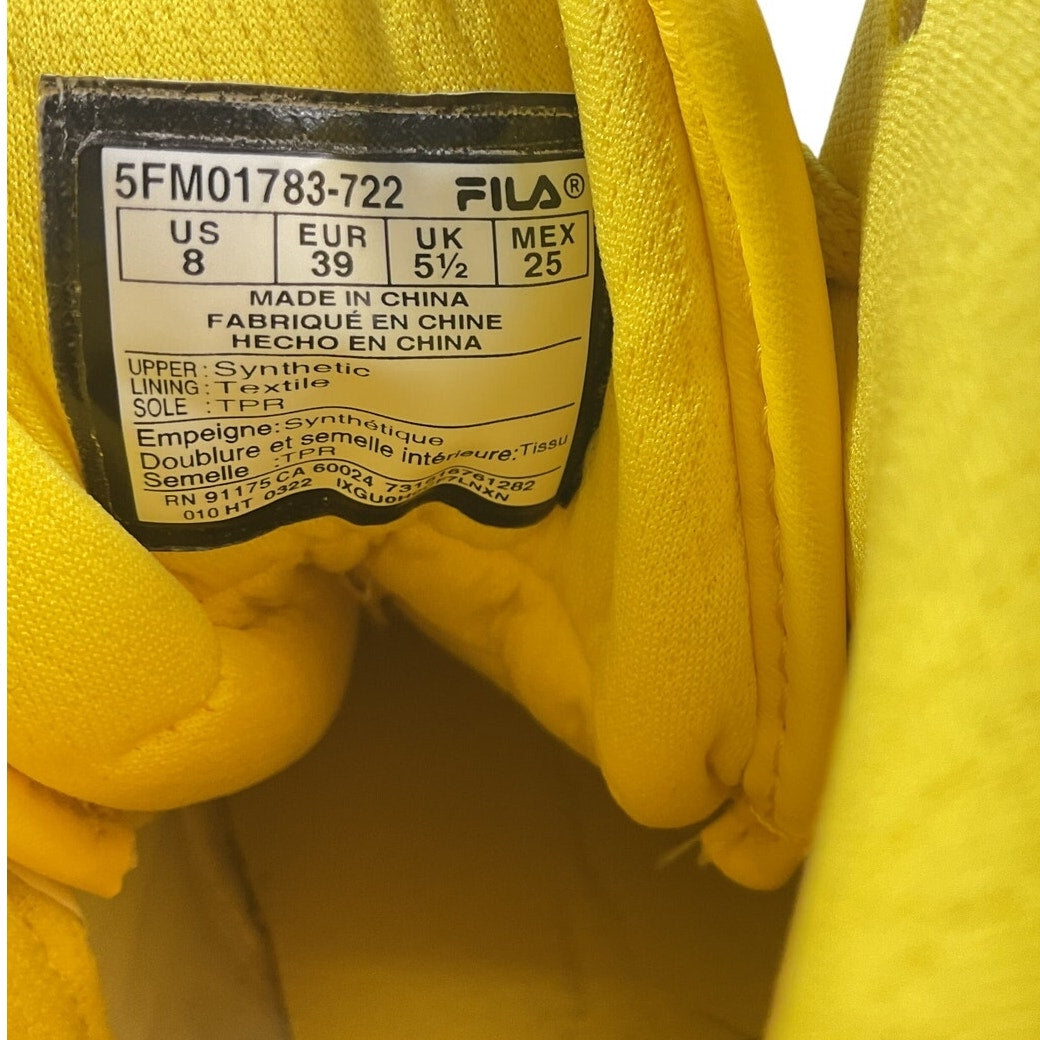 5FM01783-722 FILA®
US EUR UK MEX
8 39 5½ 25
MADE IN CHINA
FABRIQUÉ EN CHINE
HECHO EN CHINA
UPPER : Synthetic
LINING : Textile
SOLE : TPR
Empeigne: Synthétique
Doublure et semelle intérieure: Tissu
Semelle : TPR
RN 91175 CA 60024
010 HT 0322